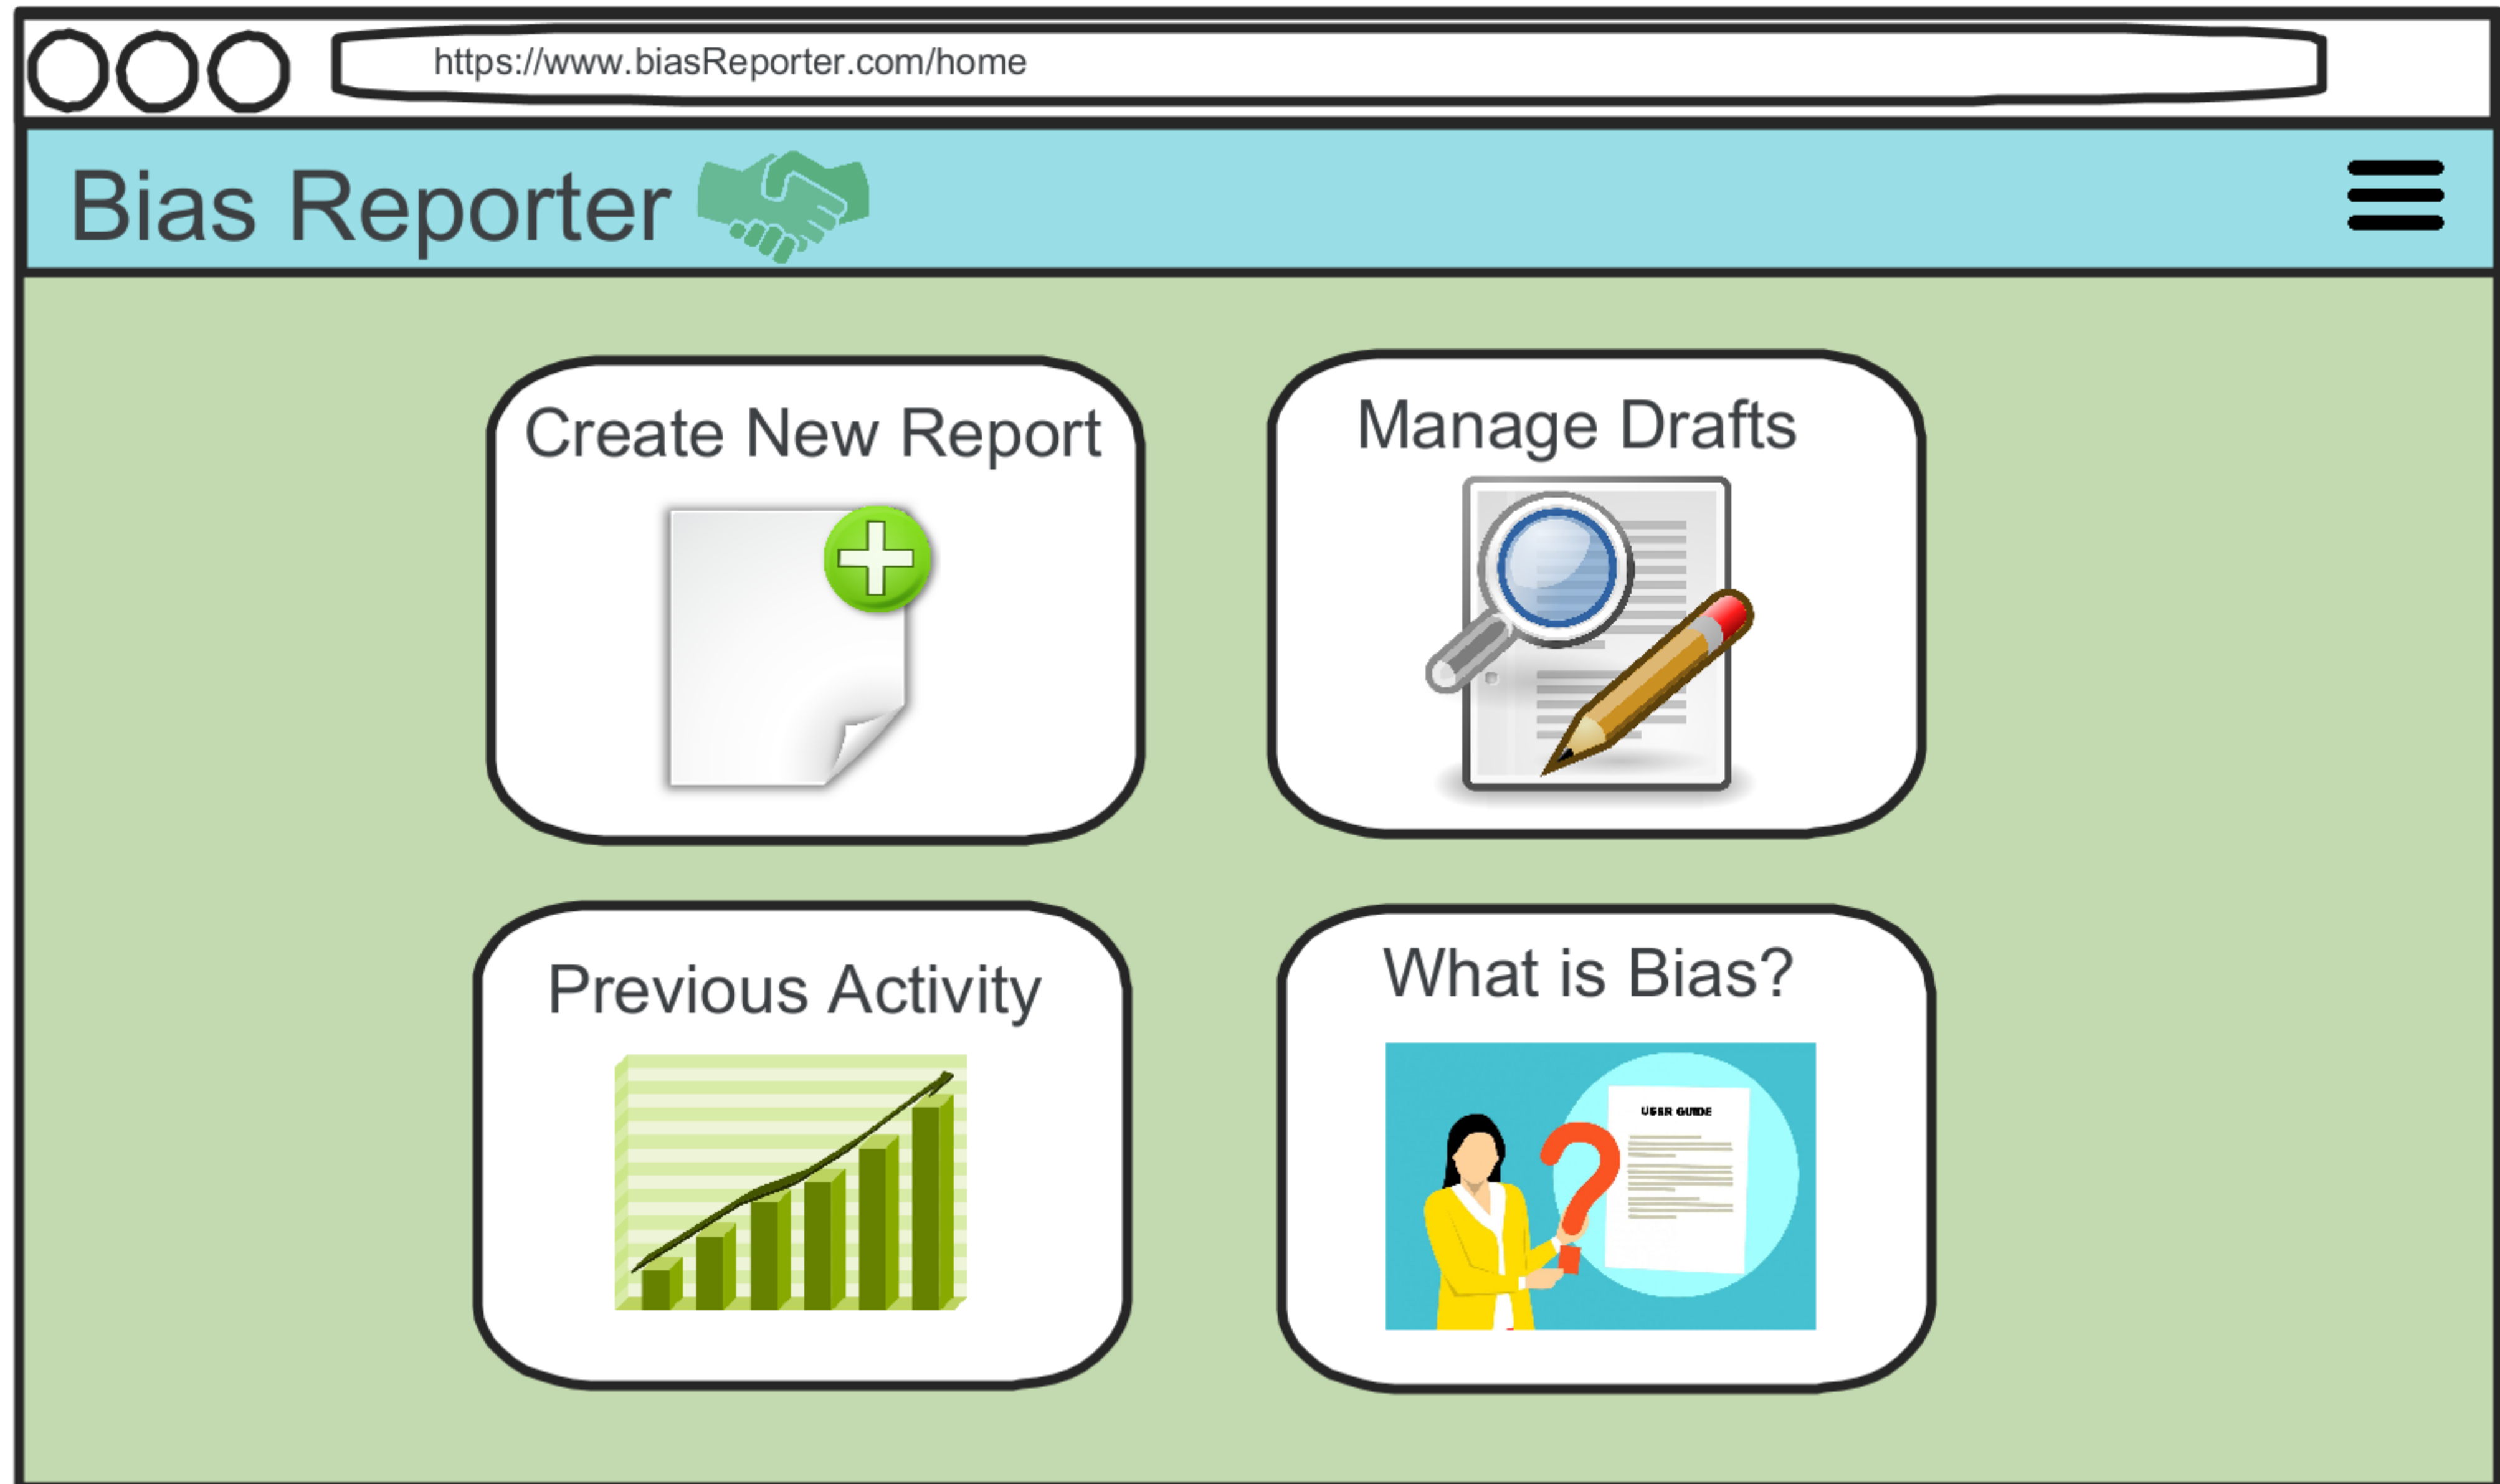 https://www.biasReporter.com/home
Bias Reporter
Create New Report
Manage Drafts
Previous Activity
What is Bias?
USER GUIDE